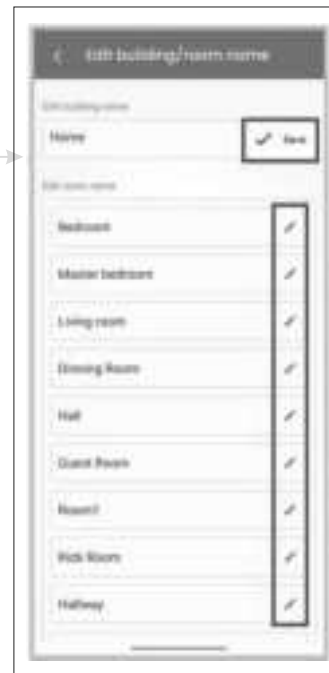 Edit building/room name
Edit building name
Home
Save
Edit room name
Bedroom
Master bedroom
Living room
Dinning Room
Hall
Guest Room
Room1
Kids Room
Hallway